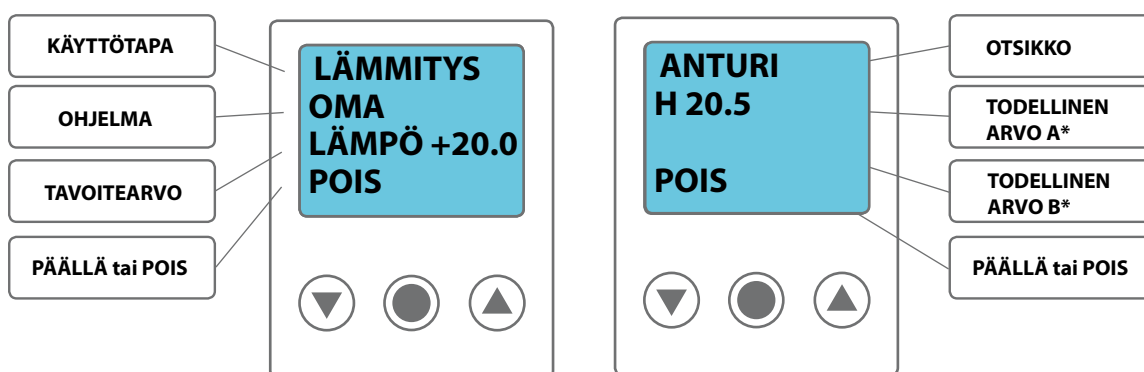 KÄYTTÖTAPA
OHJELMA
TAVOITEARVO
PÄÄLLÄ tai POIS
LÄMMITYS
OMA
LÄMPÖ +20.0
POIS
ANTURI
H 20.5
POIS
OTSIKKO
TODELLINEN
ARVO A*
TODELLINEN
ARVO B*
PÄÄLLÄ tai POIS